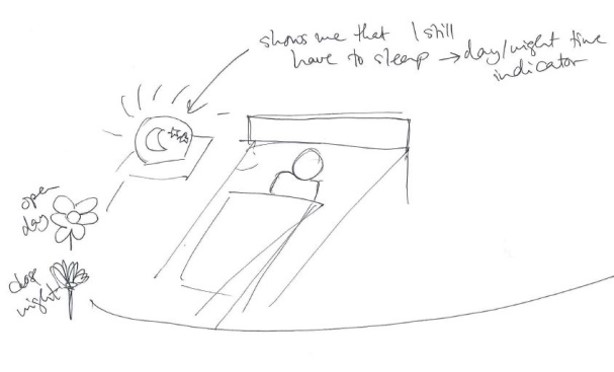 shows me that I still
have to sleep → day/night time
indicator
open
day
close
night